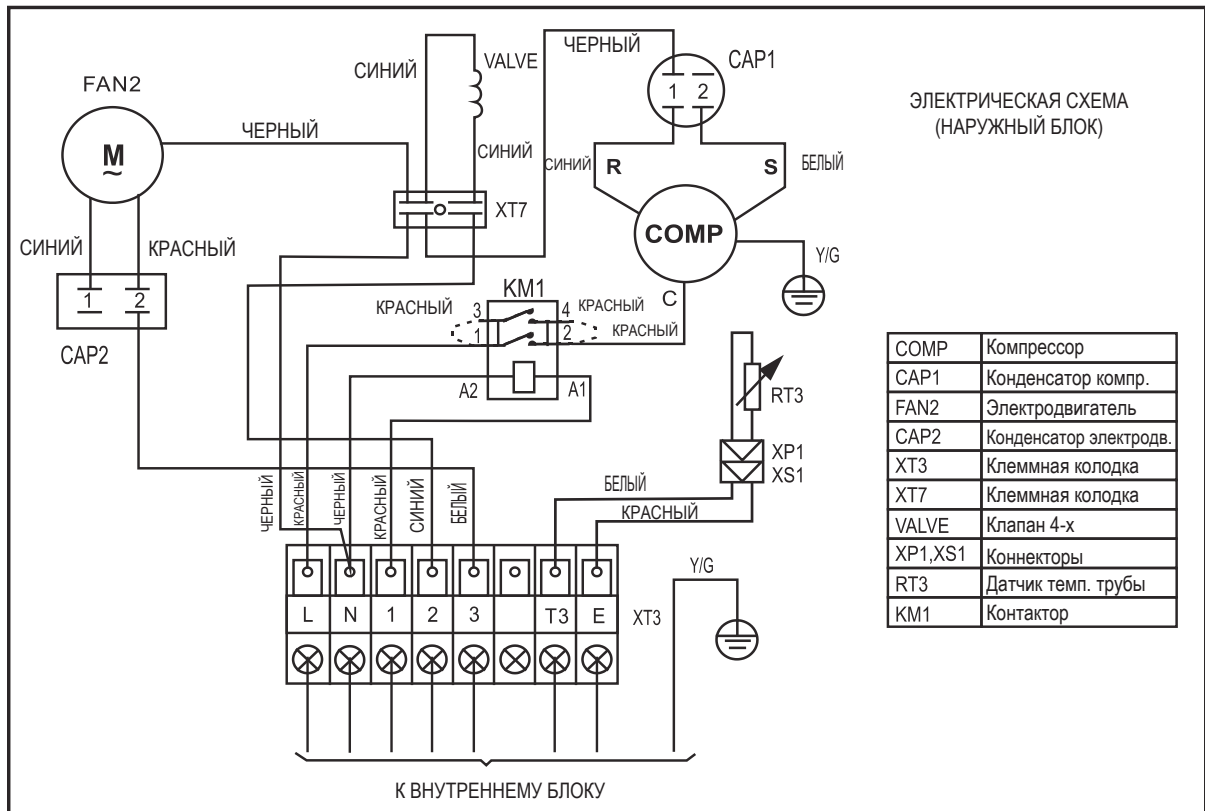 ЭЛЕКТРИЧЕСКАЯ СХЕМА
(НАРУЖНЫЙ БЛОК)
FAN2
M
~
ЧЕРНЫЙ
СИНИЙ
VALVE
СИНИЙ
ЧЕРНЫЙ
CAP1
1 2
СИНИЙ
R
S
БЕЛЫЙ
COMP
Y/G
C
XT7
СИНИЙ
КРАСНЫЙ
1 2
CAP2
KM1
КРАСНЫЙ
3
4
КРАСНЫЙ
1
2
КРАСНЫЙ
A2
A1
RT3
XP1
XS1
БЕЛЫЙ
КРАСНЫЙ
ЧЕРНЫЙ
КРАСНЫЙ
ЧЕРНЫЙ
КРАСНЫЙ
СИНИЙ
БЕЛЫЙ
L N 1 2 3 T3 E
XT3
Y/G
К ВНУТРЕННЕМУ БЛОКУ
COMP Компрессор
CAP1 Конденсатор компр.
FAN2 Электродвигатель
CAP2 Конденсатор электродв.
XT3 Клеммная колодка
XT7 Клеммная колодка
VALVE Клапан 4-х
XP1,XS1 Коннекторы
RT3 Датчик темп. трубы
KM1 Контактор